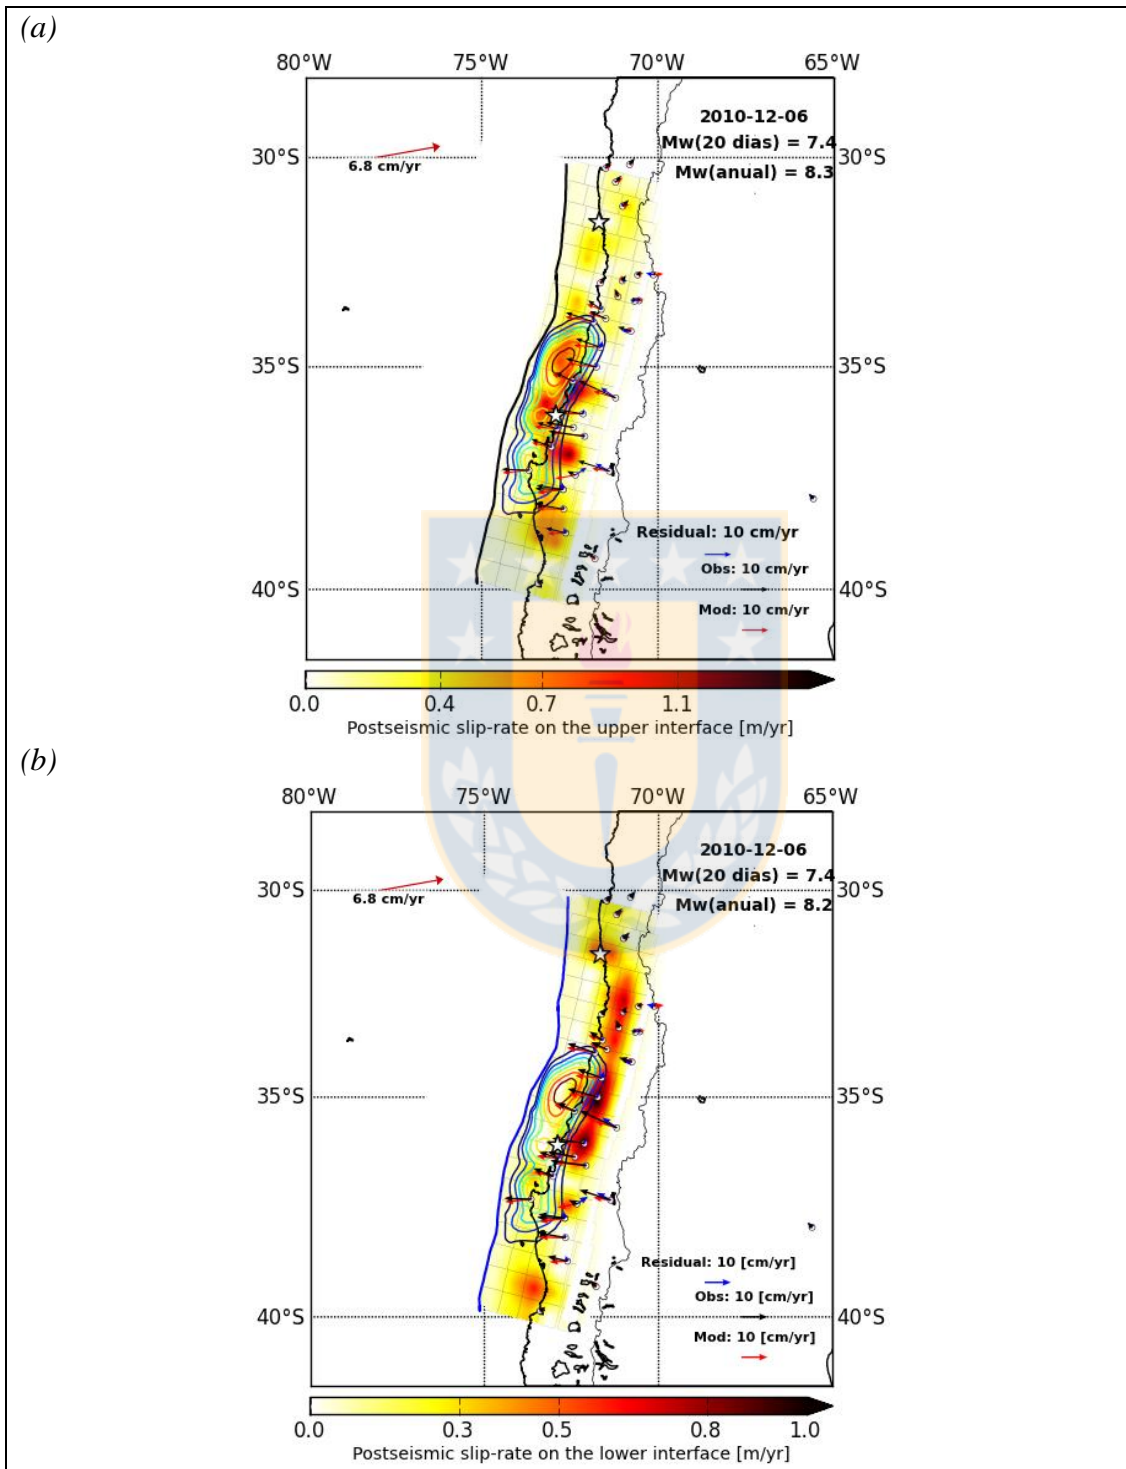 (a)
80°W 75°W 70°W 65°W
2010-12-06
Mw(20 dias) = 7.4
30°S 30°S
6.8 cm/yr
Mw(anual) = 8.3
35°S 35°S
Residual: 10 cm/yr
Obs: 10 cm/yr
40°S 40°S
Mod: 10 cm/yr
0.0 0.4 0.7 1.1
Postseismic slip-rate on the upper interface [m/yr]
(b)
80°W 75°W 70°W 65°W
2010-12-06
Mw(20 dias) = 7.4
30°S 30°S
6.8 cm/yr
Mw(anual) = 8.2
35°S 35°S
Residual: 10 [cm/yr]
Obs: 10 [cm/yr]
40°S 40°S
Mod: 10 [cm/yr]
0.0 0.3 0.5 0.8 1.0
Postseismic slip-rate on the lower interface [m/yr]